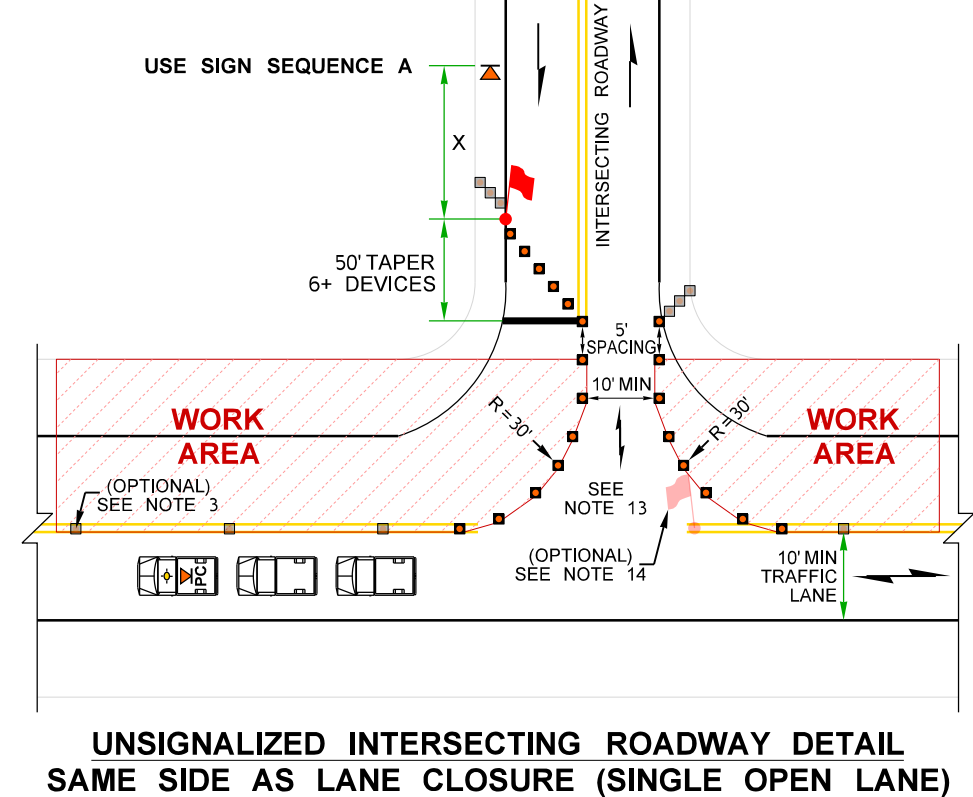 USE SIGN SEQUENCE A
X
INTERSECTING ROADWAY
50' TAPER
6+ DEVICES
5'
SPACING
10' MIN
WORK
AREA
R = 30'
R = 30'
WORK
AREA
(OPTIONAL)
SEE NOTE 3
SEE
NOTE 13
(OPTIONAL)
SEE NOTE 14
10' MIN
TRAFFIC
LANE
PC
UNSIGNALIZED INTERSECTING ROADWAY DETAIL
SAME SIDE AS LANE CLOSURE (SINGLE OPEN LANE)